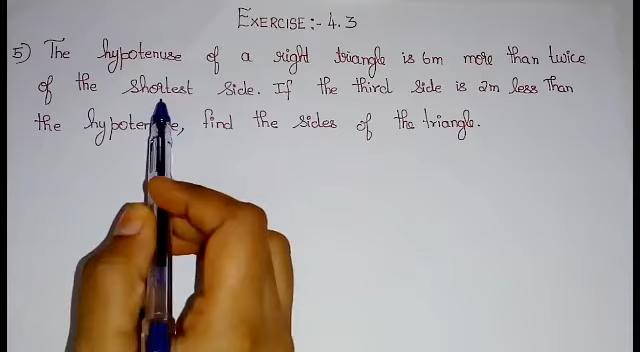 EXERCISE:- 4.3
5) The hypotenuse of a right triangle is 6m more than twice
of the shortest side. If the third side is 2m less than
the hypotenuse, find the sides of the triangle.